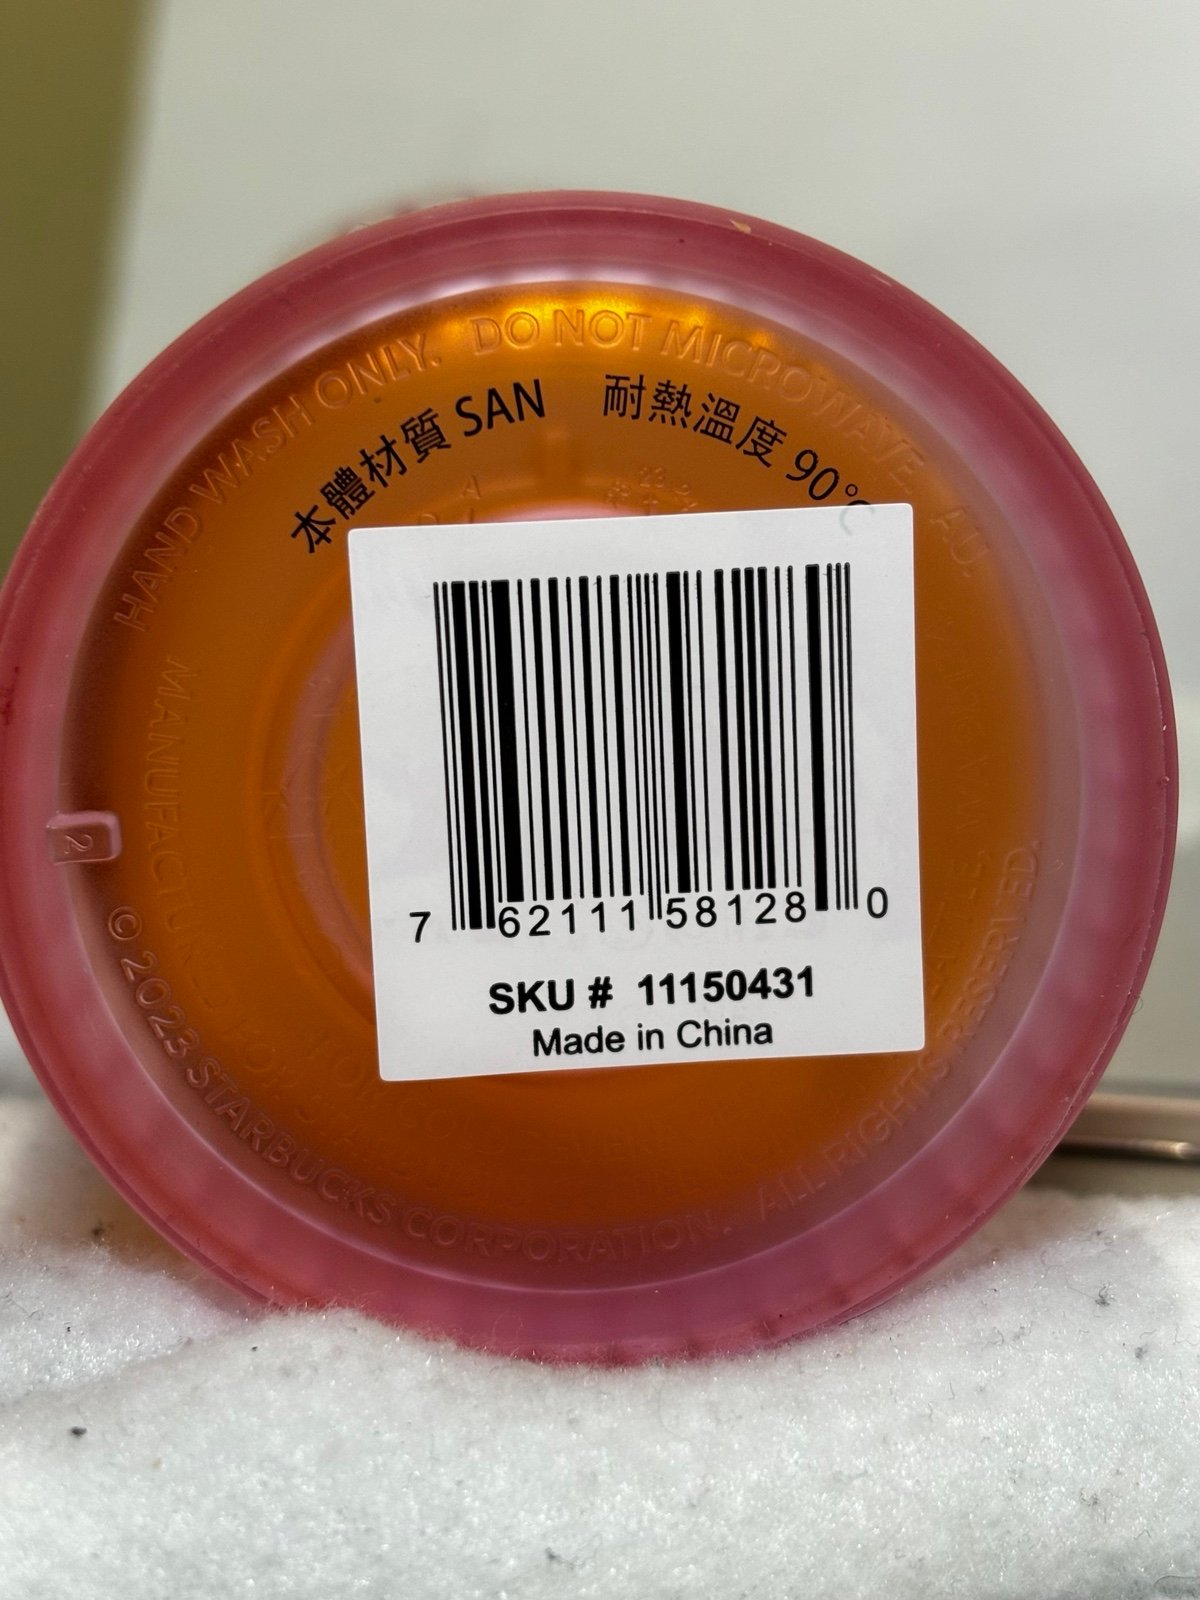 HAND WASH ONLY. DO NOT MICROWAVE. AU.
本體材質 SAN 耐熱溫度 90°C
7 62111 58128 0
SKU # 11150431
Made in China
2
© 2023 STARBUCKS CORPORATION. ALL RIGHTS RESERVED.